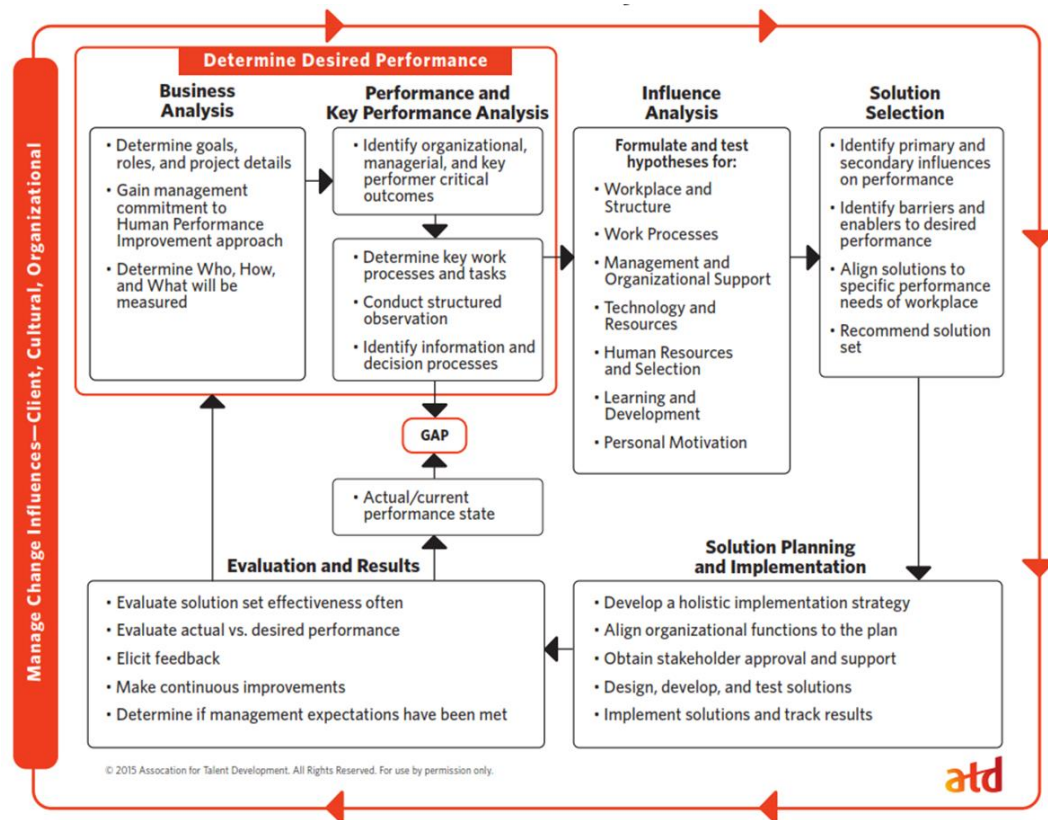 Manage Change Influences—Client, Cultural, Organizational
Determine Desired Performance
Business
Analysis
• Determine goals,
roles, and project details
• Gain management
commitment to
Human Performance
Improvement approach
• Determine Who, How,
and What will be
measured
Performance and
Key Performance Analysis
• Identify organizational,
managerial, and key
performer critical
outcomes
• Determine key work
processes and tasks
• Conduct structured
observation
• Identify information and
decision processes
GAP
• Actual/current
performance state
Influence
Analysis
Formulate and test
hypotheses for:
• Workplace and
Structure
• Work Processes
• Management and
Organizational Support
• Technology and
Resources
• Human Resources
and Selection
• Learning and
Development
• Personal Motivation
Solution
Selection
• Identify primary and
secondary influences
on performance
• Identify barriers and
enablers to desired
performance
• Align solutions to
specific performance
needs of workplace
• Recommend solution
set
Solution Planning
and Implementation
• Develop a holistic implementation strategy
• Align organizational functions to the plan
• Obtain stakeholder approval and support
• Design, develop, and test solutions
• Implement solutions and track results
Evaluation and Results
• Evaluate solution set effectiveness often
• Evaluate actual vs. desired performance
• Elicit feedback
• Make continuous improvements
• Determine if management expectations have been met
© 2015 Assocation for Talent Development. All Rights Reserved. For use by permission only.
atd